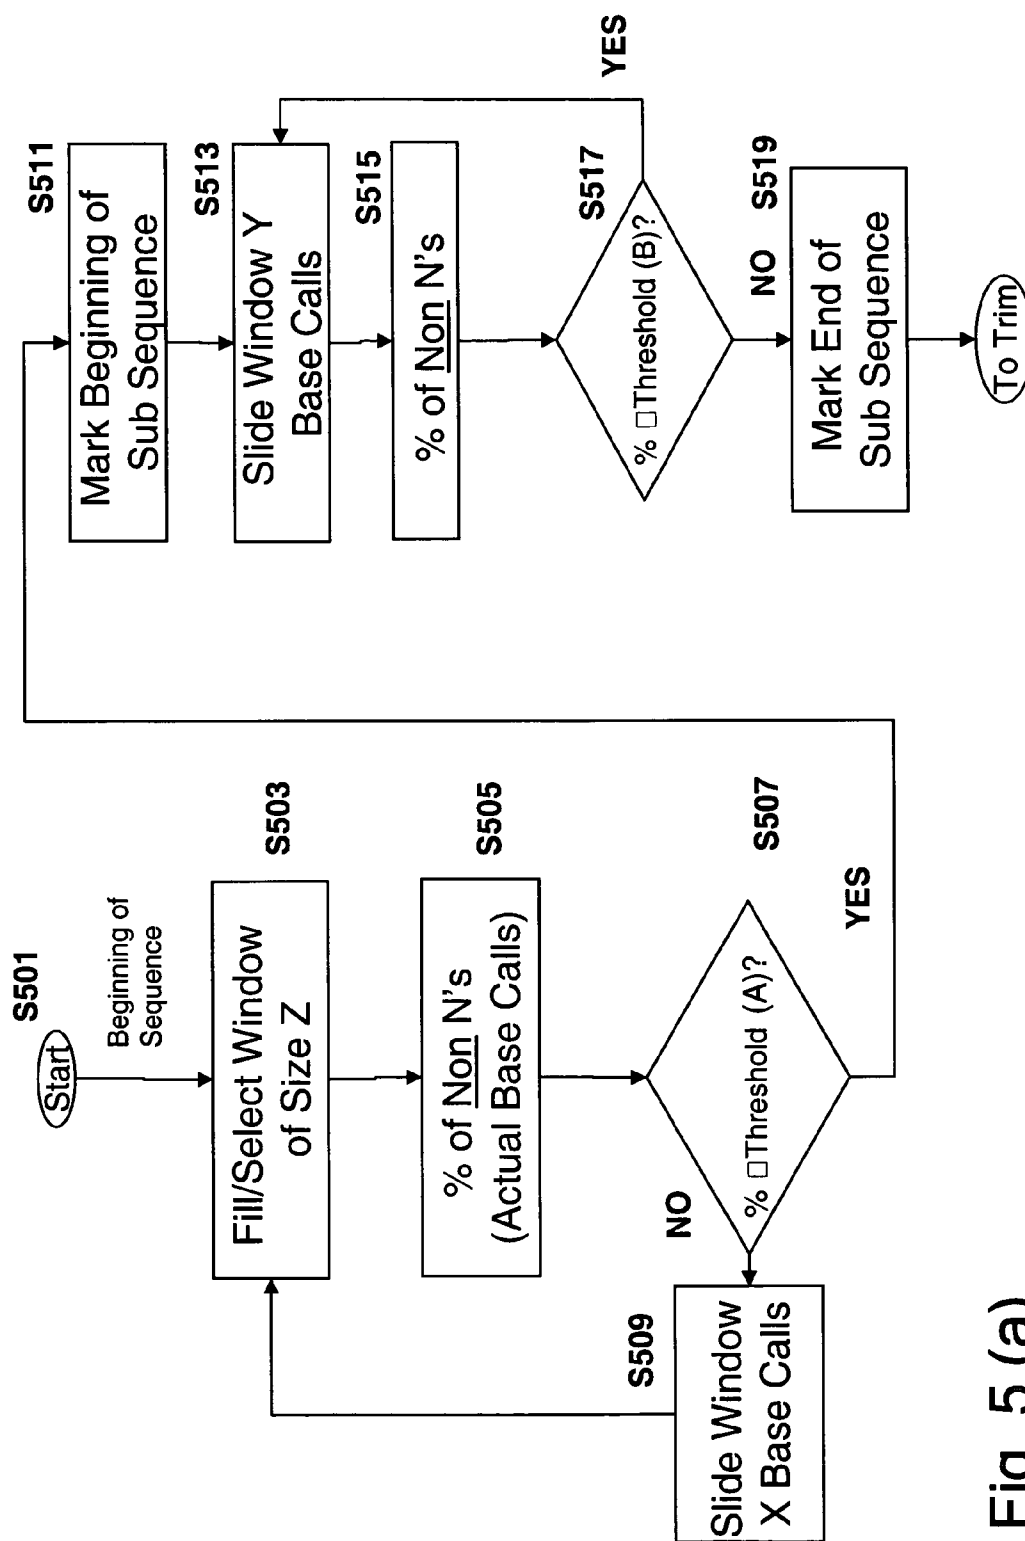 S501
Start
Beginning of
Sequence
S503
Fill/Select Window
of Size Z
S505
% of Non N's
(Actual Base Calls)
S507
% □Threshold (A)?
NO
YES
S509
Slide Window
X Base Calls
S511
Mark Beginning of
Sub Sequence
S513
Slide Window Y
Base Calls
S515
% of Non N's
S517
% □Threshold (B)?
YES
NO
S519
Mark End of
Sub Sequence
To Trim
Fig. 5 (a)